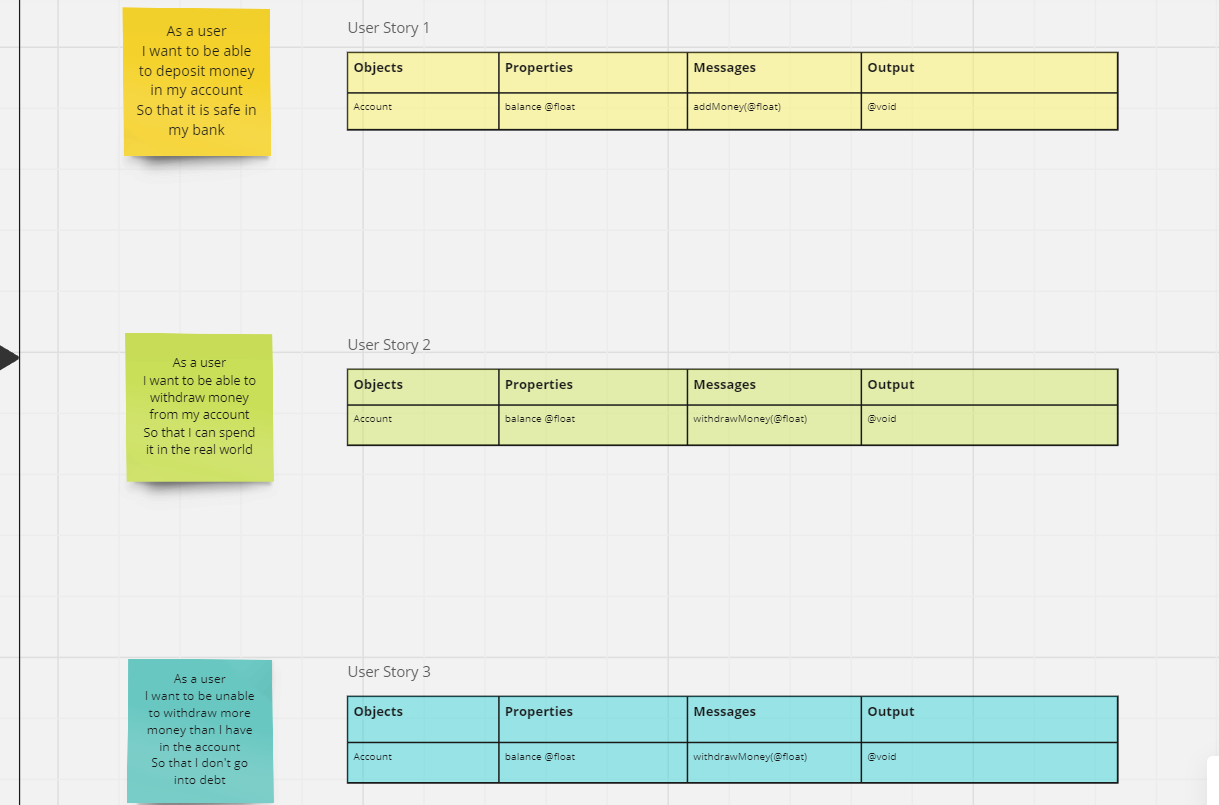 As a user
I want to be able
to deposit money
in my account
So that it is safe in
my bank
User Story 1
Objects Properties Messages Output
Account balance @float addMoney(@float) @void
As a user
I want to be able to
withdraw money
from my account
So that I can spend
it in the real world
User Story 2
Objects Properties Messages Output
Account balance @float withdrawMoney(@float) @void
As a user
I want to be unable
to withdraw more
money than I have
in the account
So that I don't go
into debt
User Story 3
Objects Properties Messages Output
Account balance @float withdrawMoney(@float) @void